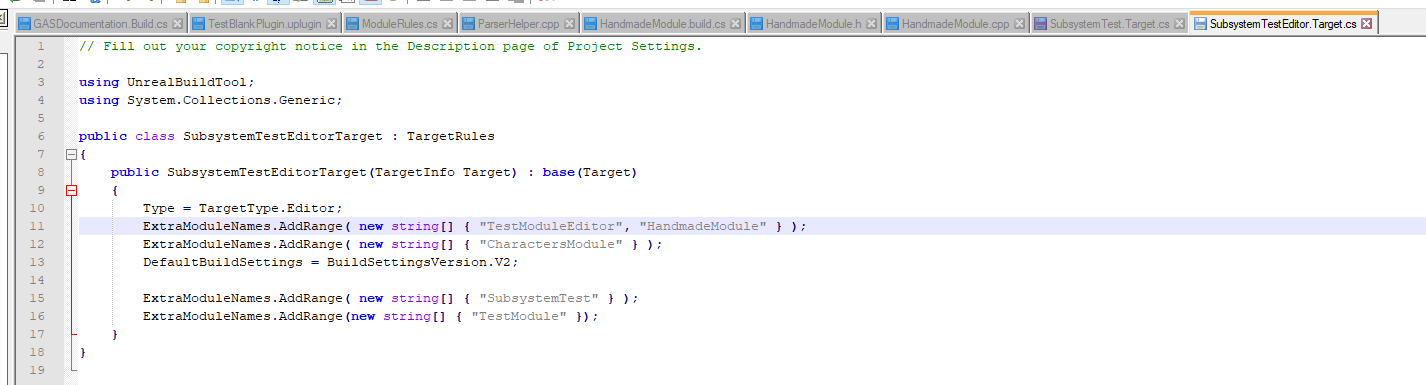 GASDocumentation.Build.cs TestBlankPlugin.uplugin ModuleRules.cs ParserHelper.cpp HandmadeModule.build.cs HandmadeModule.h HandmadeModule.cpp SubsystemTest.Target.cs SubsystemTestEditor.Target.cs
1 // Fill out your copyright notice in the Description page of Project Settings.
2
3 using UnrealBuildTool;
4 using System.Collections.Generic;
5
6 public class SubsystemTestEditorTarget : TargetRules
7 {
8 public SubsystemTestEditorTarget(TargetInfo Target) : base(Target)
9 {
10 Type = TargetType.Editor;
11 ExtraModuleNames.AddRange( new string[] { "TestModuleEditor", "HandmadeModule" } );
12 ExtraModuleNames.AddRange( new string[] { "CharactersModule" } );
13 DefaultBuildSettings = BuildSettingsVersion.V2;
14
15 ExtraModuleNames.AddRange( new string[] { "SubsystemTest" } );
16 ExtraModuleNames.AddRange(new string[] { "TestModule" });
17 }
18 }
19